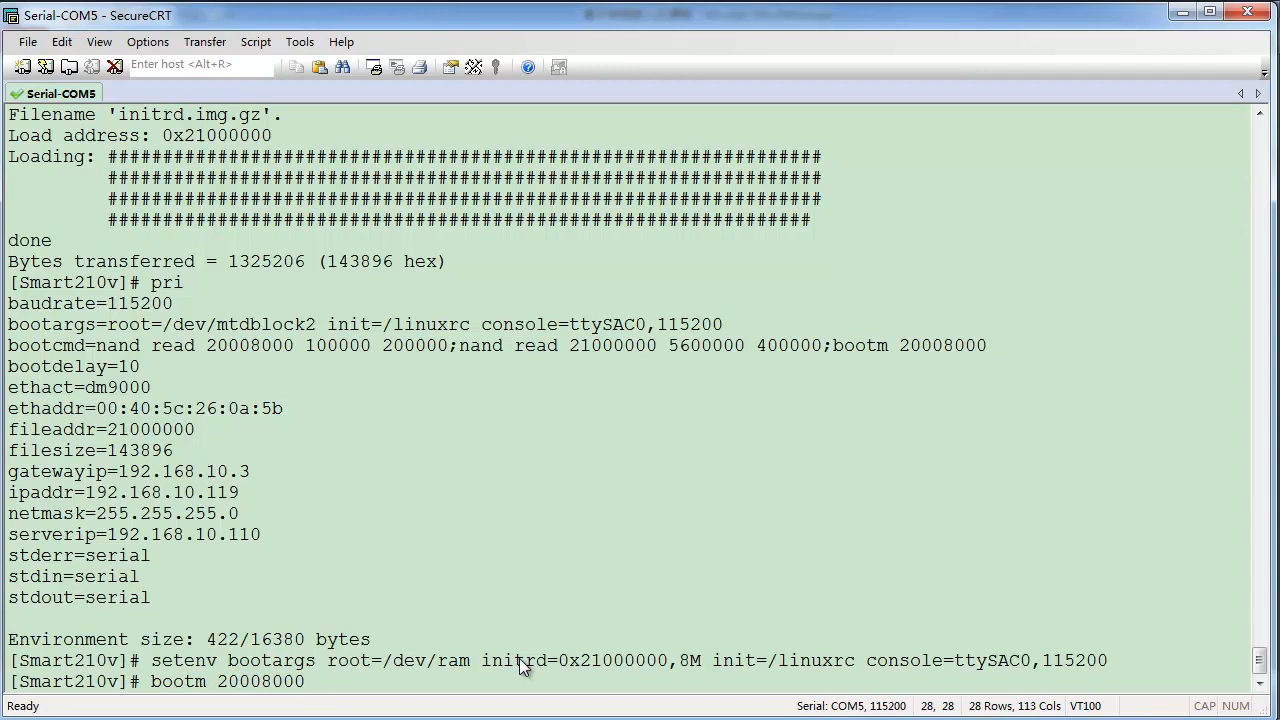 Serial-COM5 - SecureCRT
File Edit View Options Transfer Script Tools Help
Enter host <Alt+R>
Serial-COM5
Filename 'initrd.img.gz'.
Load address: 0x21000000
Loading: #################################################################
#################################################################
#################################################################
################################################################
done
Bytes transferred = 1325206 (143896 hex)
[Smart210v]# pri
baudrate=115200
bootargs=root=/dev/mtdblock2 init=/linuxrc console=ttySAC0,115200
bootcmd=nand read 20008000 100000 200000;nand read 21000000 5600000 400000;bootm 20008000
bootdelay=10
ethact=dm9000
ethaddr=00:40:5c:26:0a:5b
fileaddr=21000000
filesize=143896
gatewayip=192.168.10.3
ipaddr=192.168.10.119
netmask=255.255.255.0
serverip=192.168.10.110
stderr=serial
stdin=serial
stdout=serial
Environment size: 422/16380 bytes
[Smart210v]# setenv bootargs root=/dev/ram initrd=0x21000000,8M init=/linuxrc console=ttySAC0,115200
[Smart210v]# bootm 20008000
Ready Serial: COM5, 115200 28, 28 28 Rows, 113 Cols VT100 CAP NUM